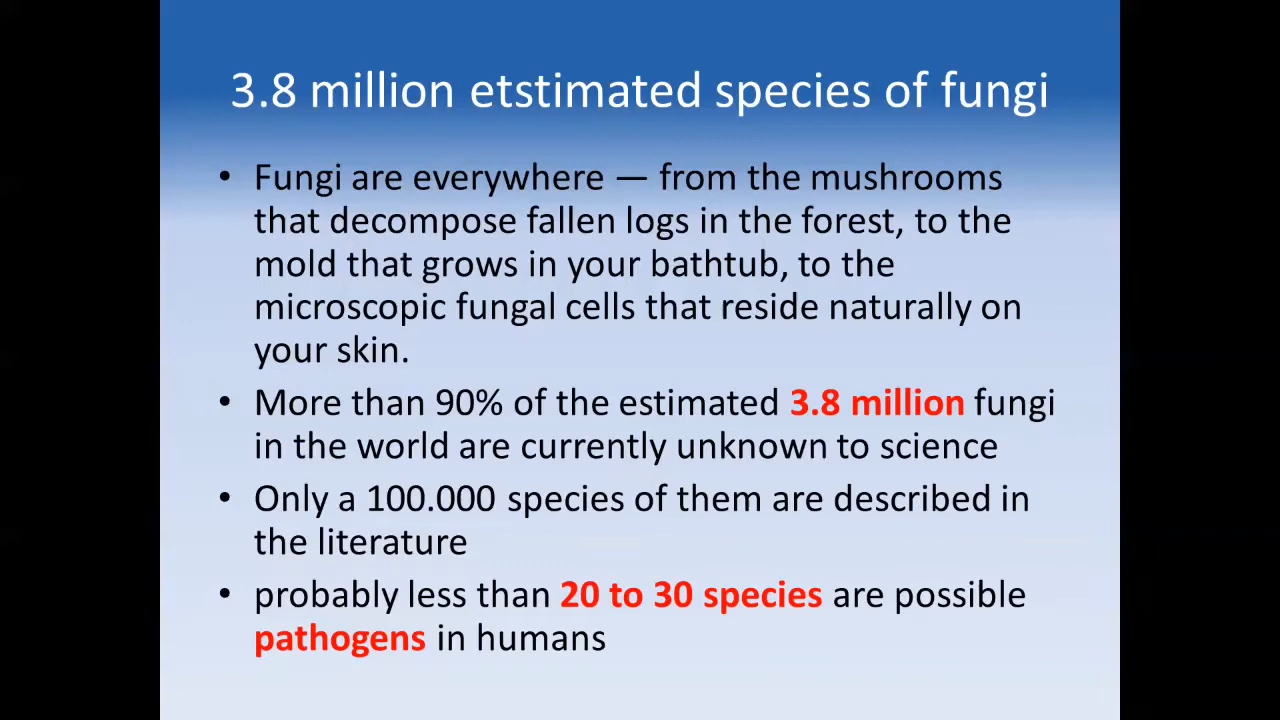 3.8 million etstimated species of fungi
• Fungi are everywhere — from the mushrooms
that decompose fallen logs in the forest, to the
mold that grows in your bathtub, to the
microscopic fungal cells that reside naturally on
your skin.
• More than 90% of the estimated 3.8 million fungi
in the world are currently unknown to science
• Only a 100.000 species of them are described in
the literature
• probably less than 20 to 30 species are possible
pathogens in humans